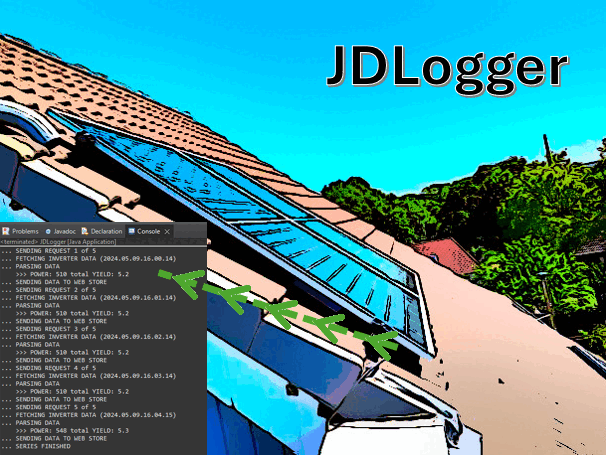 JDLogger
Problems Javadoc Declaration Console
<terminated> JDLogger [Java Application]
... SENDING REQUEST 1 of 5
... FETCHING INVERTER DATA (2024.05.09.16.00.14)
... PARSING DATA
>>> POWER: 510 total YIELD: 5.2
... SENDING DATA TO WEB STORE
... SENDING REQUEST 2 of 5
... FETCHING INVERTER DATA (2024.05.09.16.01.14)
... PARSING DATA
>>> POWER: 510 total YIELD: 5.2
... SENDING DATA TO WEB STORE
... SENDING REQUEST 3 of 5
... FETCHING INVERTER DATA (2024.05.09.16.02.14)
... PARSING DATA
>>> POWER: 510 total YIELD: 5.2
... SENDING DATA TO WEB STORE
... SENDING REQUEST 4 of 5
... FETCHING INVERTER DATA (2024.05.09.16.03.14)
... PARSING DATA
>>> POWER: 510 total YIELD: 5.2
... SENDING DATA TO WEB STORE
... SENDING REQUEST 5 of 5
... FETCHING INVERTER DATA (2024.05.09.16.04.15)
... PARSING DATA
>>> POWER: 548 total YIELD: 5.3
... SENDING DATA TO WEB STORE
... SERIES FINISHED